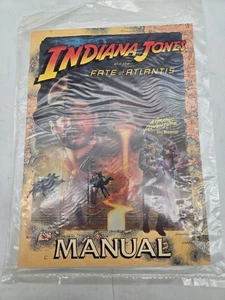 INDIANA JONES
and the
FATE of ATLANTIS
MANUAL